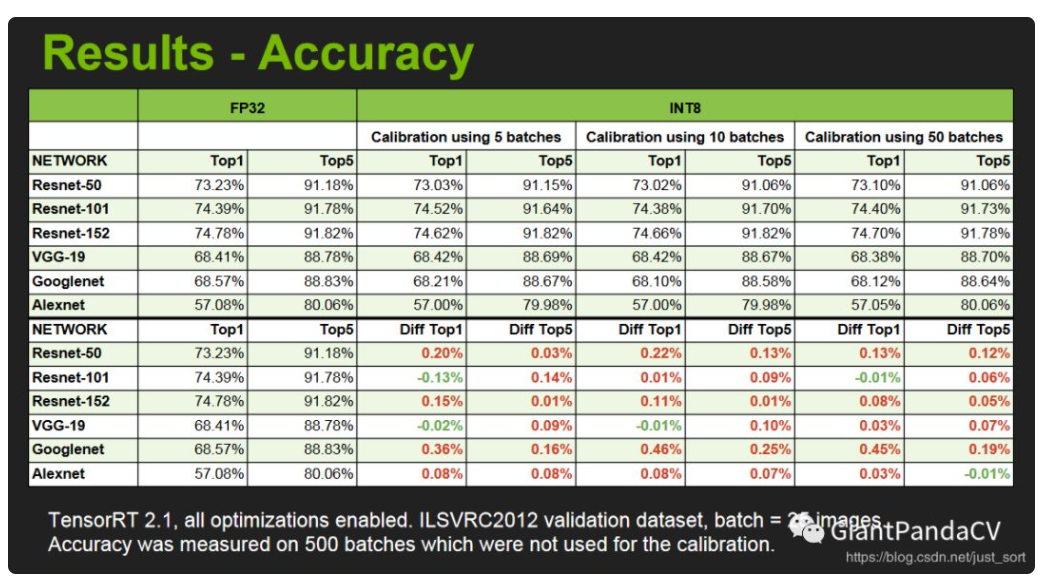 Results - Accuracy
FP32 INT8
Calibration using 5 batches Calibration using 10 batches Calibration using 50 batches
NETWORK Top1 Top5 Top1 Top5 Top1 Top5 Top1 Top5
Resnet-50 73.23% 91.18% 73.03% 91.15% 73.02% 91.06% 73.10% 91.06%
Resnet-101 74.39% 91.78% 74.52% 91.64% 74.38% 91.70% 74.40% 91.73%
Resnet-152 74.78% 91.82% 74.62% 91.82% 74.66% 91.82% 74.70% 91.78%
VGG-19 68.41% 88.78% 68.42% 88.69% 68.42% 88.67% 68.38% 88.70%
Googlenet 68.57% 88.83% 68.21% 88.67% 68.10% 88.58% 68.12% 88.64%
Alexnet 57.08% 80.06% 57.00% 79.98% 57.00% 79.98% 57.05% 80.06%
NETWORK Top1 Top5 Diff Top1 Diff Top5 Diff Top1 Diff Top5 Diff Top1 Diff Top5
Resnet-50 73.23% 91.18% 0.20% 0.03% 0.22% 0.13% 0.13% 0.12%
Resnet-101 74.39% 91.78% -0.13% 0.14% 0.01% 0.09% -0.01% 0.06%
Resnet-152 74.78% 91.82% 0.15% 0.01% 0.11% 0.01% 0.08% 0.05%
VGG-19 68.41% 88.78% -0.02% 0.09% -0.01% 0.10% 0.03% 0.07%
Googlenet 68.57% 88.83% 0.36% 0.16% 0.46% 0.25% 0.45% 0.19%
Alexnet 57.08% 80.06% 0.08% 0.08% 0.08% 0.07% 0.03% -0.01%
TensorRT 2.1, all optimizations enabled. ILSVRC2012 validation dataset, batch = images.
Accuracy was measured on 500 batches which were not used for the calibration.
GiantPandaCV
https://blog.csdn.net/just_sort